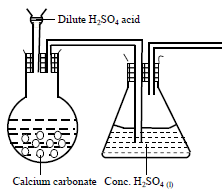 Dilute H₂SO₄ acid
Calcium carbonate Conc. H₂SO₄ ₍ₗ₎